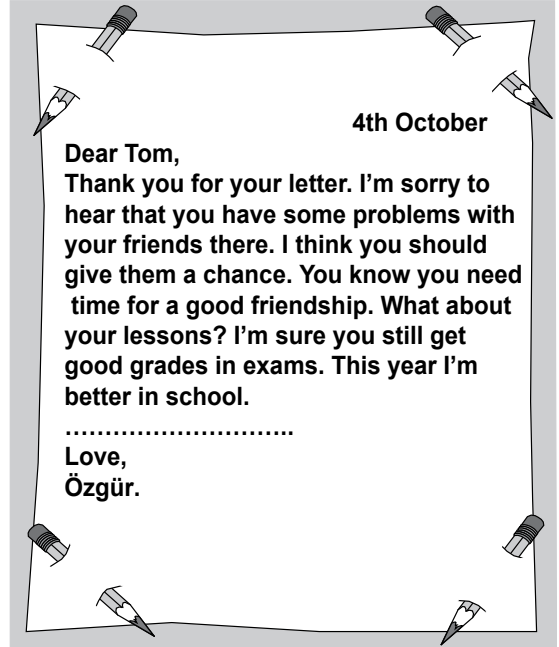 4th October
Dear Tom,
Thank you for your letter. I’m sorry to
hear that you have some problems with
your friends there. I think you should
give them a chance. You know you need
time for a good friendship. What about
your lessons? I’m sure you still get
good grades in exams. This year I’m
better in school.
………………………..
Love,
Özgür.